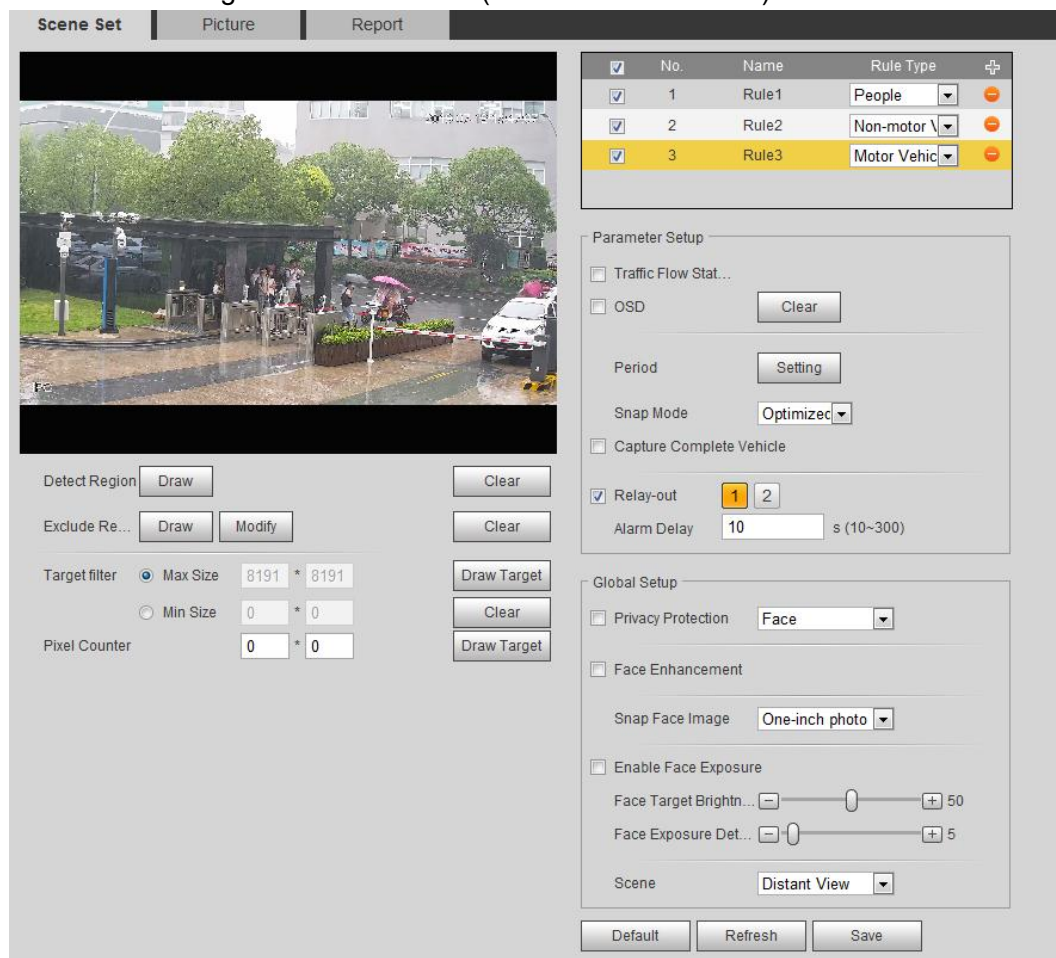 Scene Set Picture Report
No. Name Rule Type
1 Rule1 People
2 Rule2 Non-motor V
3 Rule3 Motor Vehic
Parameter Setup
Traffic Flow Stat...
OSD Clear
Period Setting
Snap Mode Optimized
Capture Complete Vehicle
Relay-out 1 2
Alarm Delay 10 s (10~300)
Detect Region Draw Clear
Exclude Re... Draw Modify Clear
Target filter Max Size 8191 * 8191 Draw Target
Min Size 0 * 0 Clear
Pixel Counter 0 * 0 Draw Target
Global Setup
Privacy Protection Face
Face Enhancement
Snap Face Image One-inch photo
Enable Face Exposure
Face Target Brightn... 50
Face Exposure Det... 5
Scene Distant View
Default Refresh Save